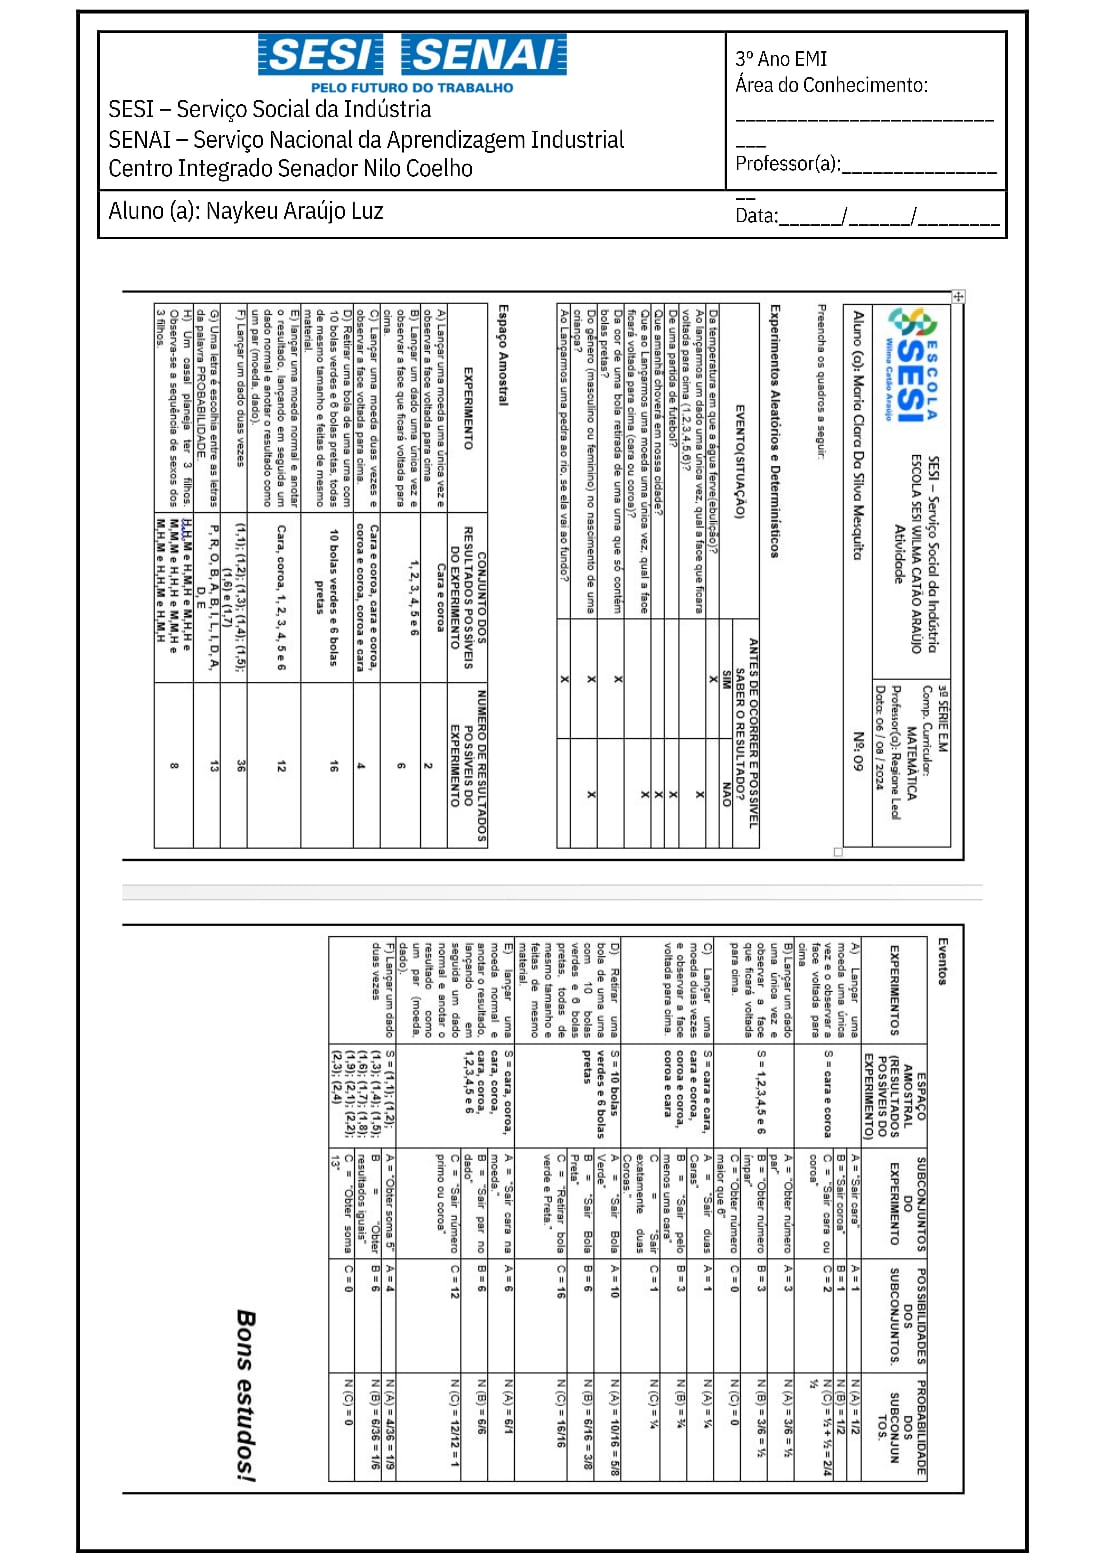 SESI SENAI
PELO FUTURO DO TRABALHO
SESI – Serviço Social da Indústria
SENAI – Serviço Nacional da Aprendizagem Industrial
Centro Integrado Senador Nilo Coelho
3º Ano EMI
Área do Conhecimento:
_________________________
___
Professor(a):_______________
__
Aluno (a): Naykeu Araújo Luz
Data:______/______/________
ESCOLA
SESI
Wilma Catão Araújo
SESI – Serviço Social da Indústria
ESCOLA SESI WILMA CATÃO ARAÚJO
Atividade
3ª SÉRIE E.M
Comp. Curricular:
MATEMÁTICA
Professor(a): Regiane Leal
Data: 06 / 08 / 2024
Aluno (a): Maria Clara Da Silva Mesquita Nº: 09
Preencha os quadros a seguir:
Experimentos Aleatórios e Determinísticos
EVENTO(SITUAÇÃO)
ANTES DE OCORRER E POSSIVEL
SABER O RESULTADO?
SIM NAO
Da temperatura em que a água ferve(ebulição)? X
Ao lançarmos um dado uma única vez, qual a face que ficara
voltada para cima (1,2,3,4,5,6)? X
De uma partida de futebol? X
Que amanhã choverá em nossa cidade? X
Que ao Lançarmos uma moeda uma única vez, qual a face
ficará voltada para cima (cara ou coroa)? X
Da cor de uma bola retirada de uma urna que só contém
bolas pretas? X
Do gênero (masculino ou feminino) no nascimento de uma
criança? X X
Ao Lançarmos uma pedra ao rio, se ela vai ao fundo? X
Espaço Amostral
EXPERIMENTO
CONJUNTO DOS
RESULTADOS POSSÍVEIS
DO EXPERIMENTO
NUMERO DE RESULTADOS
POSSÍVEIS DO
EXPERIMENTO
A) Lançar uma moeda uma única vez e
observar a face voltada para cima
Cara e coroa
2
B) Lançar um dado uma única vez e
observar a face que ficará voltada para
cima.
1, 2, 3, 4, 5 e 6
6
C) Lançar uma moeda duas vezes e
observar a face voltada para cima.
Cara e coroa, cara e coroa,
coroa e coroa, coroa e cara
4
D) Retirar uma bola de uma urna com
10 bolas verdes e 6 bolas pretas, todas
de mesmo tamanho e feitas de mesmo
material.
10 bolas verdes e 6 bolas
pretas
16
E) lançar uma moeda normal e anotar
o resultado, lançando em seguida um
dado normal e anotar o resultado como
um par (moeda, dado).
Cara, coroa, 1, 2, 3, 4, 5 e 6
12
F) Lançar um dado duas vezes
(1,1); (1,2); (1,3); (1,4); (1,5);
(1,6) e (1,7)
36
G) Uma letra é escolhia entre as letras
da palavra PROBABILIDADE.
P, R, O, B, A, B, I, L, I, D, A,
D, E
13
H) Um casal planeja ter 3 filhos.
Observa-se a sequência de sexos dos
3 filhos.
M e H,M,H e M,H,H e
M,M,M e H,H,H e M,M,H e
M,H,M e H,H,M e H,M,H
8
Eventos
EXPERIMENTOS
ESPAÇO
AMOSTRAL
(RESULTADOS
POSSÍVEIS DO
EXPERIMENTO)
SUBCONJUNTOS
DO
EXPERIMENTO
POSSIBILIDADES
DOS
SUBCONJUNTOS.
PROBABILIDADE
DOS
SUBCONJUN
TOS.
A) Lançar uma
moeda uma única
vez e o observar a
face voltada para
cima
S = cara e coroa
A = "Sair cara"
B = "Sair coroa"
C = "Sair cara ou
coroa"
A = 1
B = 1
C = 2
N (A) = 1/2
N (B) = 1/2
N (C) = ½ + ½ = 2/4
½
B) Lançar um dado
uma única vez e
observar a face
que ficará voltada
para cima.
S = 1,2,3,4,5 e 6
A = "Obter número
par"
B = "Obter número
impar"
C = "Obter número
maior que 6"
A = 3
B = 3
C = 0
N (A) = 3/6 = ½
N (B) = 3/6 = ½
N (C) = 0
C) Lançar uma
moeda duas vezes
e observar a face
voltada para cima.
S = cara e cara,
cara e coroa,
coroa e coroa,
coroa e cara
A = "Sair duas
Caras"
B = "Sair pelo
menos uma cara"
C = "Sair
exatamente duas
Coroas."
A = 1
B = 3
C = 1
N (A) = ¼
N (B) = ¾
N (C) = ¼
D) Retirar uma
bola de uma urna
com 10 bolas
verdes e 6 bolas
pretas, todas de
mesmo tamanho e
feitas de mesmo
material.
S = 10 bolas
verdes e 6 bolas
pretas
A = "Sair Bola
Verde"
B = "Sair Bola
Preta"
C = "Retirar bola
verde e Preta."
A = 10
B = 6
C = 16
N (A) = 10/16 = 5/8
N (B) = 6/16 = 3/8
N (C) = 16/16
E) lançar uma
moeda normal e
anotar o resultado,
lançando em
seguida um dado
normal e anotar o
resultado como
um par (moeda,
dado).
S = cara, coroa,
cara, coroa,
cara, coroa,
1,2,3,4,5 e 6
A = "Sair cara na
moeda."
B = "Sair par no
dado"
C = "Sair número
primo ou coroa"
A = 6
B = 6
C = 12
N (A) = 6/1
N (B) = 6/6
N (C) = 12/12 = 1
F) Lançar um dado
duas vezes
S = (1,1); (1,2);
(1,3); (1,4); (1,5);
(1,6); (1,7); (1,8);
(1,9); (2,1); (2,2);
(2,3); (2,4)
A = "Obter soma 5"
B = "Obter
resultados iguais"
C = "Obter soma
13"
A = 4
B = 6
C = 0
N (A) = 4/36 = 1/9
N (B) = 6/36 = 1/6
N (C) = 0
Bons estudos!